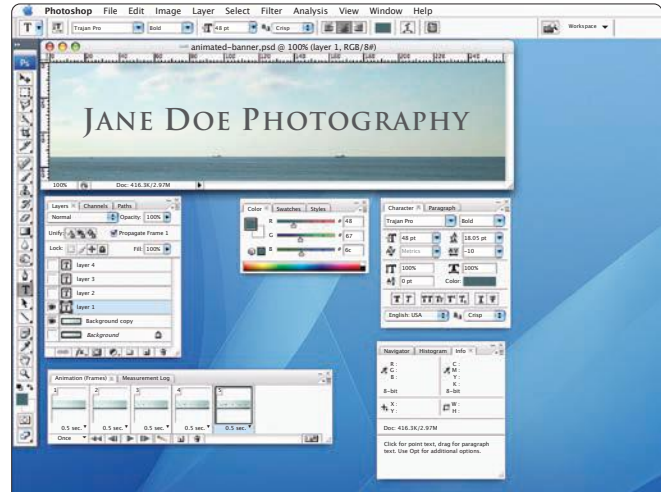 Photoshop File Edit Image Layer Select Filter Analysis View Window Help
T Trajan Pro Bold 48 pt Crisp Workspace
animated-banner.psd @ 100% (layer 1, RGB/8#)
Ps
JANE DOE PHOTOGRAPHY
100% Doc: 416.3K/2.97M
Layers Channels Paths
Normal Opacity: 100%
Unify: Propagate Frame 1
Lock: Fill: 100%
layer 4
layer 3
layer 2
layer 1
Background copy
Background
Color Swatches Styles
R # 48
G # 67
B # 6c
Character Paragraph
Trajan Pro Bold
48 pt 18.05 pt
Metrics -10
100% 100%
0 pt Color:
English: USA Crisp
Navigator Histogram Info
R : C :
G : M :
B : Y :
K :
8-bit 8-bit
X : W :
Y : H :
Doc: 416.3K/2.97M
Click for point text, drag for paragraph
text. Use Opt for additional options.
Animation (Frames) Measurement Log
1 2 3 4 5
0.5 sec. 0.5 sec. 0.5 sec. 0.5 sec. 0.5 sec.
Once